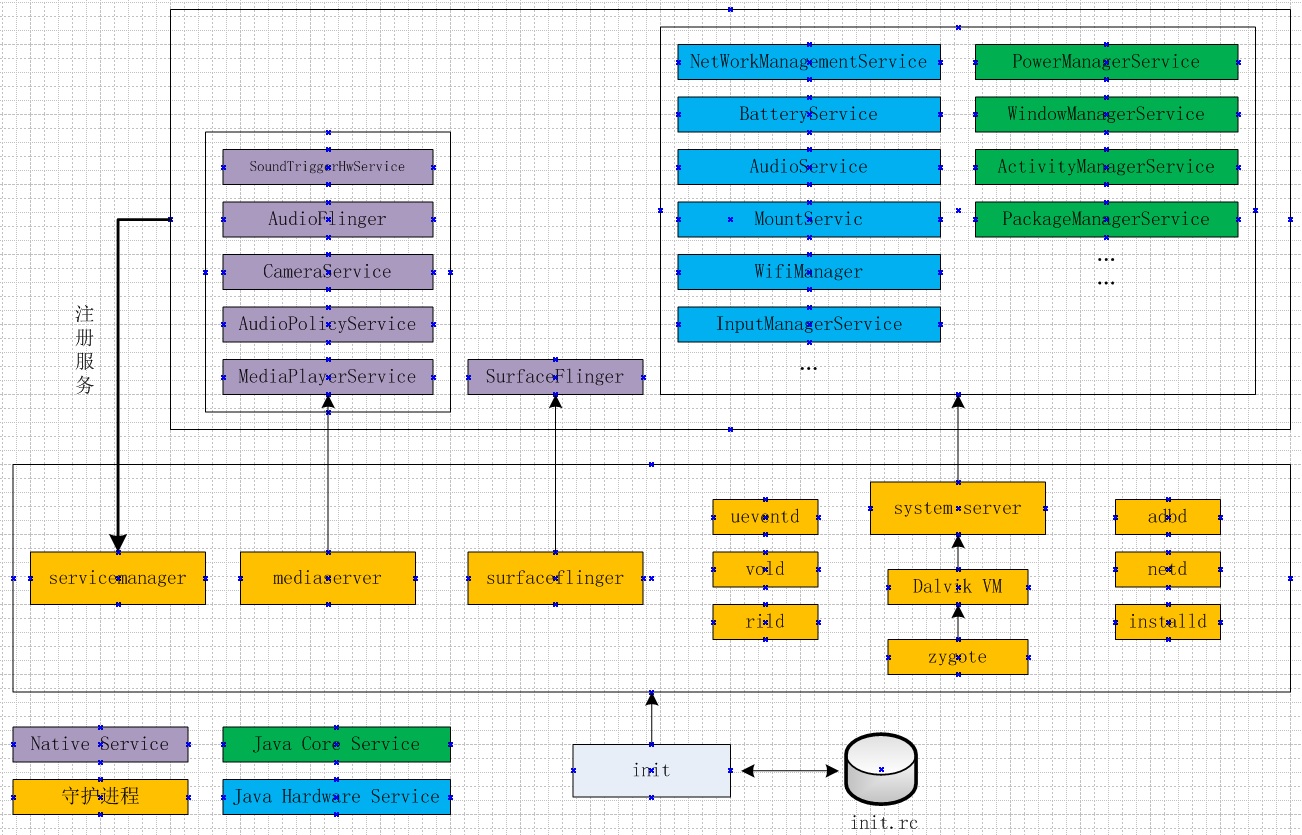 NetWorkManagementService
PowerManagerService
BatteryService
WindowManagerService
SoundTriggerHwService
AudioService
ActivityManagerService
AudioFlinger
MountServic
PackageManagerService
CameraService
WifiManager
...
...
注册服务
AudioPolicyService
InputManagerService
MediaPlayerService
SurfaceFlinger
...
ueventd
system server
adbd
servicemanager
mediaserver
surfaceflinger
vold
Dalvik VM
netd
rild
installd
zygote
Native Service
Java Core Service
init
守护进程
Java Hardware Service
init.rc